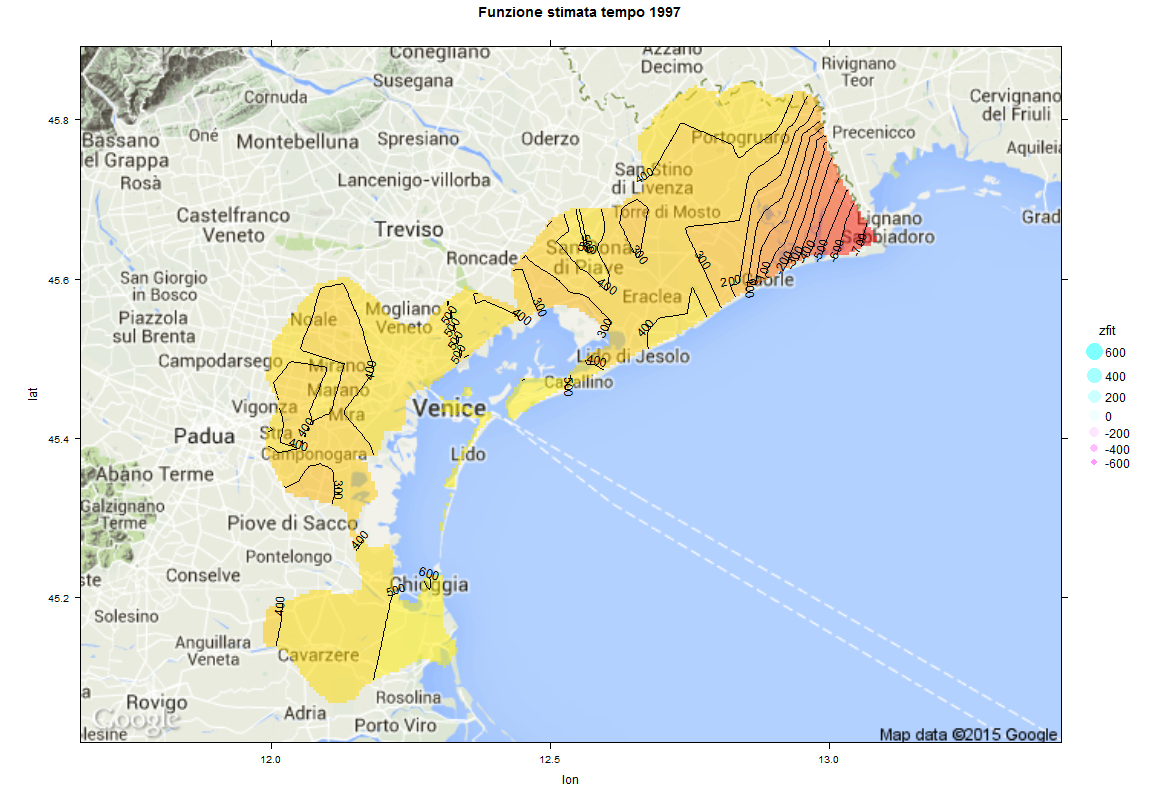 Funzione stimata tempo 1997
Conegliano
Azzano
Decimo
Rivignano
Teor
Susegana
Cornuda
Cervignano
del Friuli
Bassano
del Grappa
Oné
Montebelluna
Spresiano
Oderzo
Portogruaro
Precenicco
Aquileia
Rosà
Lancenigo-villorba
San Stino
di Livenza
Castelfranco
Veneto
Treviso
Torre di Mosto
Lignano
Sabbiadoro
Grad
Roncade
San Dona
di Piave
San Giorgio
in Bosco
Caorle
Eraclea
Piazzola
sul Brenta
Noale
Mogliano
Veneto
Campodarsego
Mirano
Lido di Jesolo
Marano
Cavallino
Vigonza
Mira
Venice
Padua
Stra
Camponogara
Lido
Abano Terme
Galzignano
Terme
Piove di Sacco
Pontelongo
Conselve
Chioggia
ste
Solesino
Anguillara
Veneta
Cavarzere
Rovigo
Rosolina
Adria
Porto Viro
lesine
Google
Map data ©2015 Google
400
300
200
100
500
600
45.8
45.6
45.4
45.2
lat
12.0
12.5
13.0
lon
zfit
600
400
200
0
-200
-400
-600